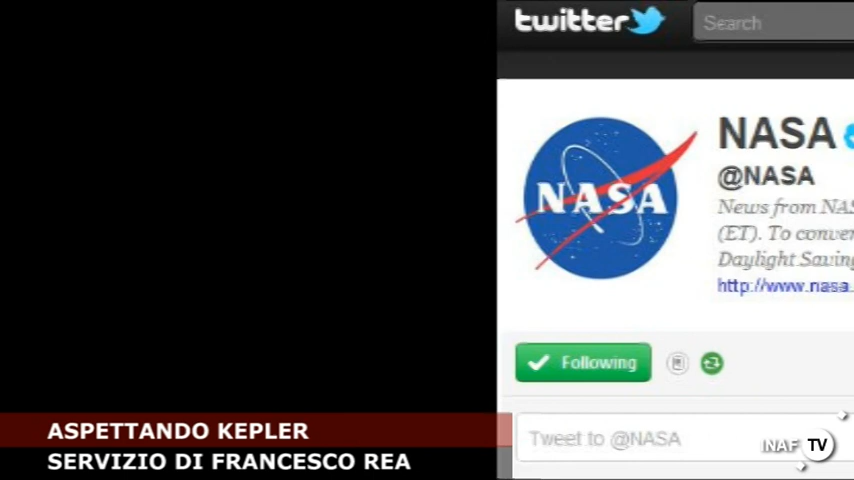 twitter
Search
NASA
NASA
@NASA
News from NAS
(ET). To conver
Daylight Saving
http://www.nasa.
Following
Tweet to @NASA
ASPETTANDO KEPLER
SERVIZIO DI FRANCESCO REA
INAF TV